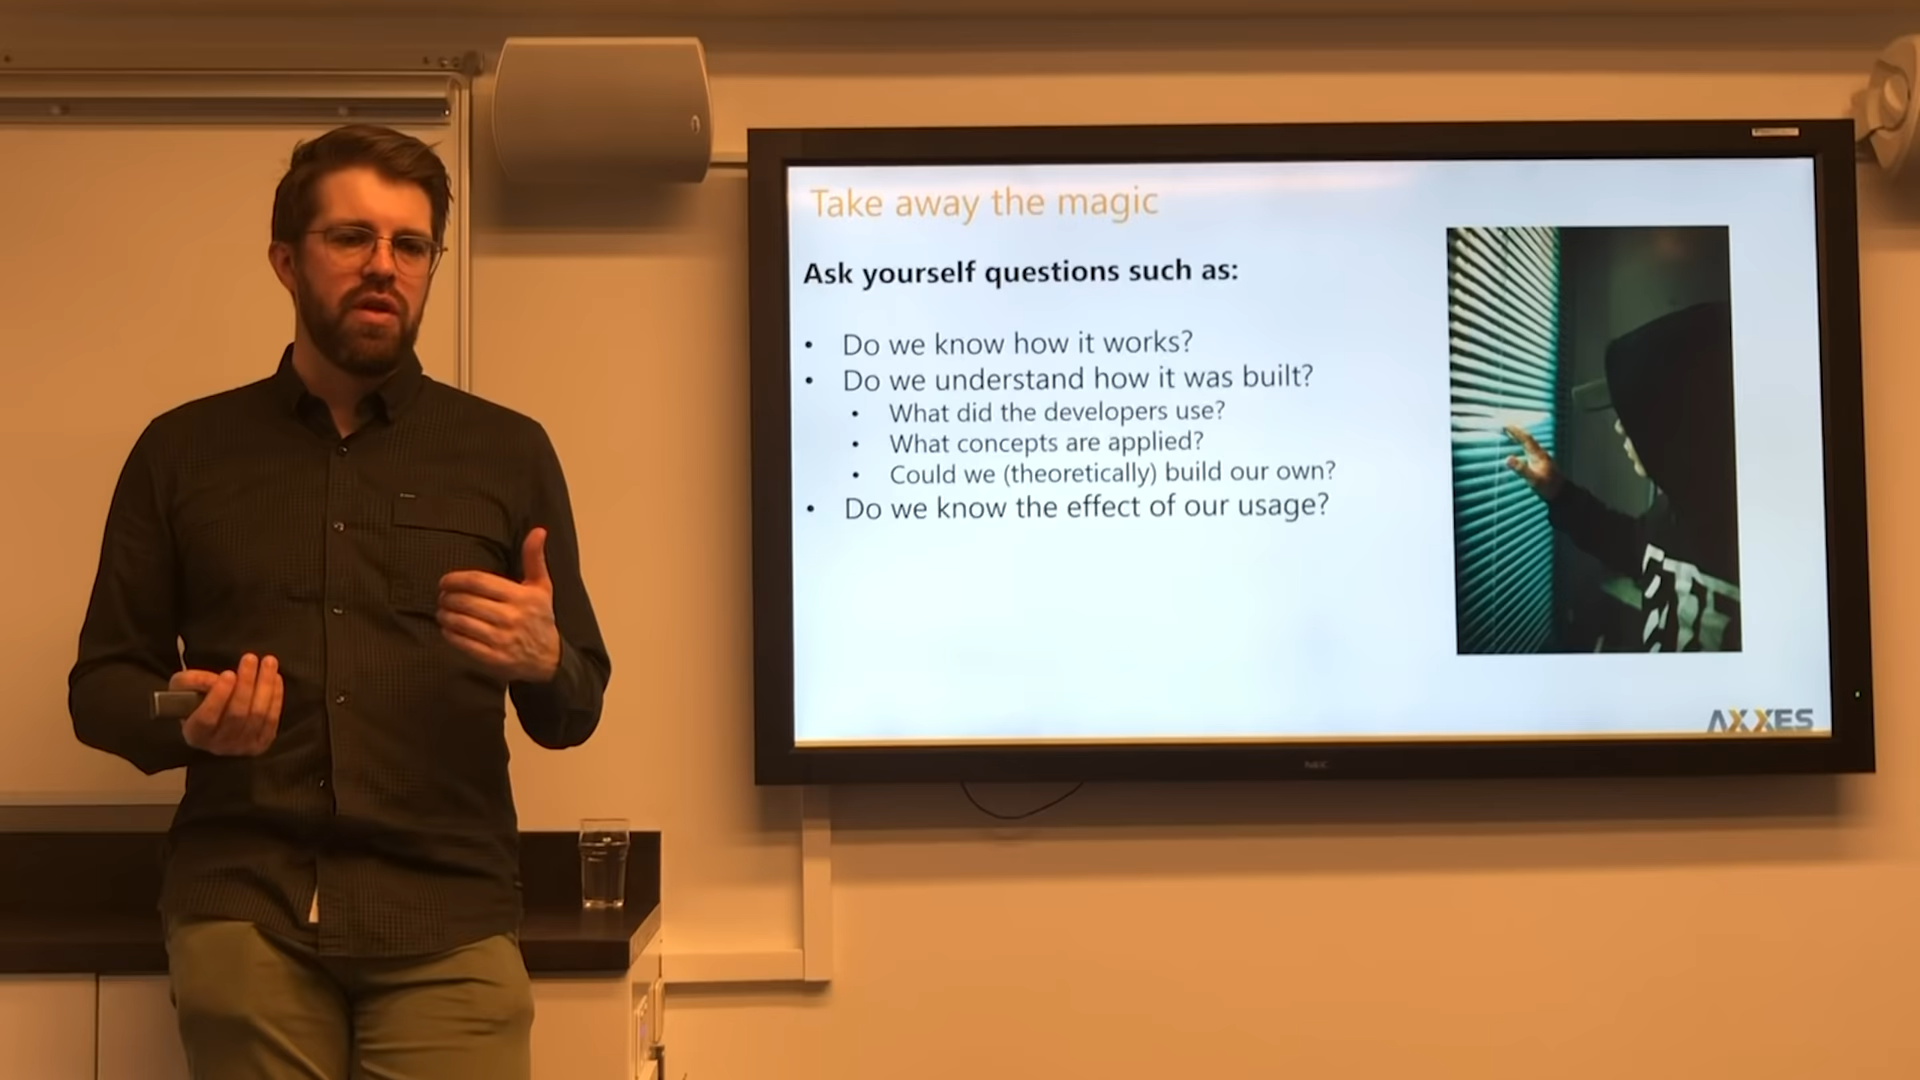 Take away the magic
Ask yourself questions such as:
• Do we know how it works?
• Do we understand how it was built?
• What did the developers use?
• What concepts are applied?
• Could we (theoretically) build our own?
• Do we know the effect of our usage?
AXXES
NEC